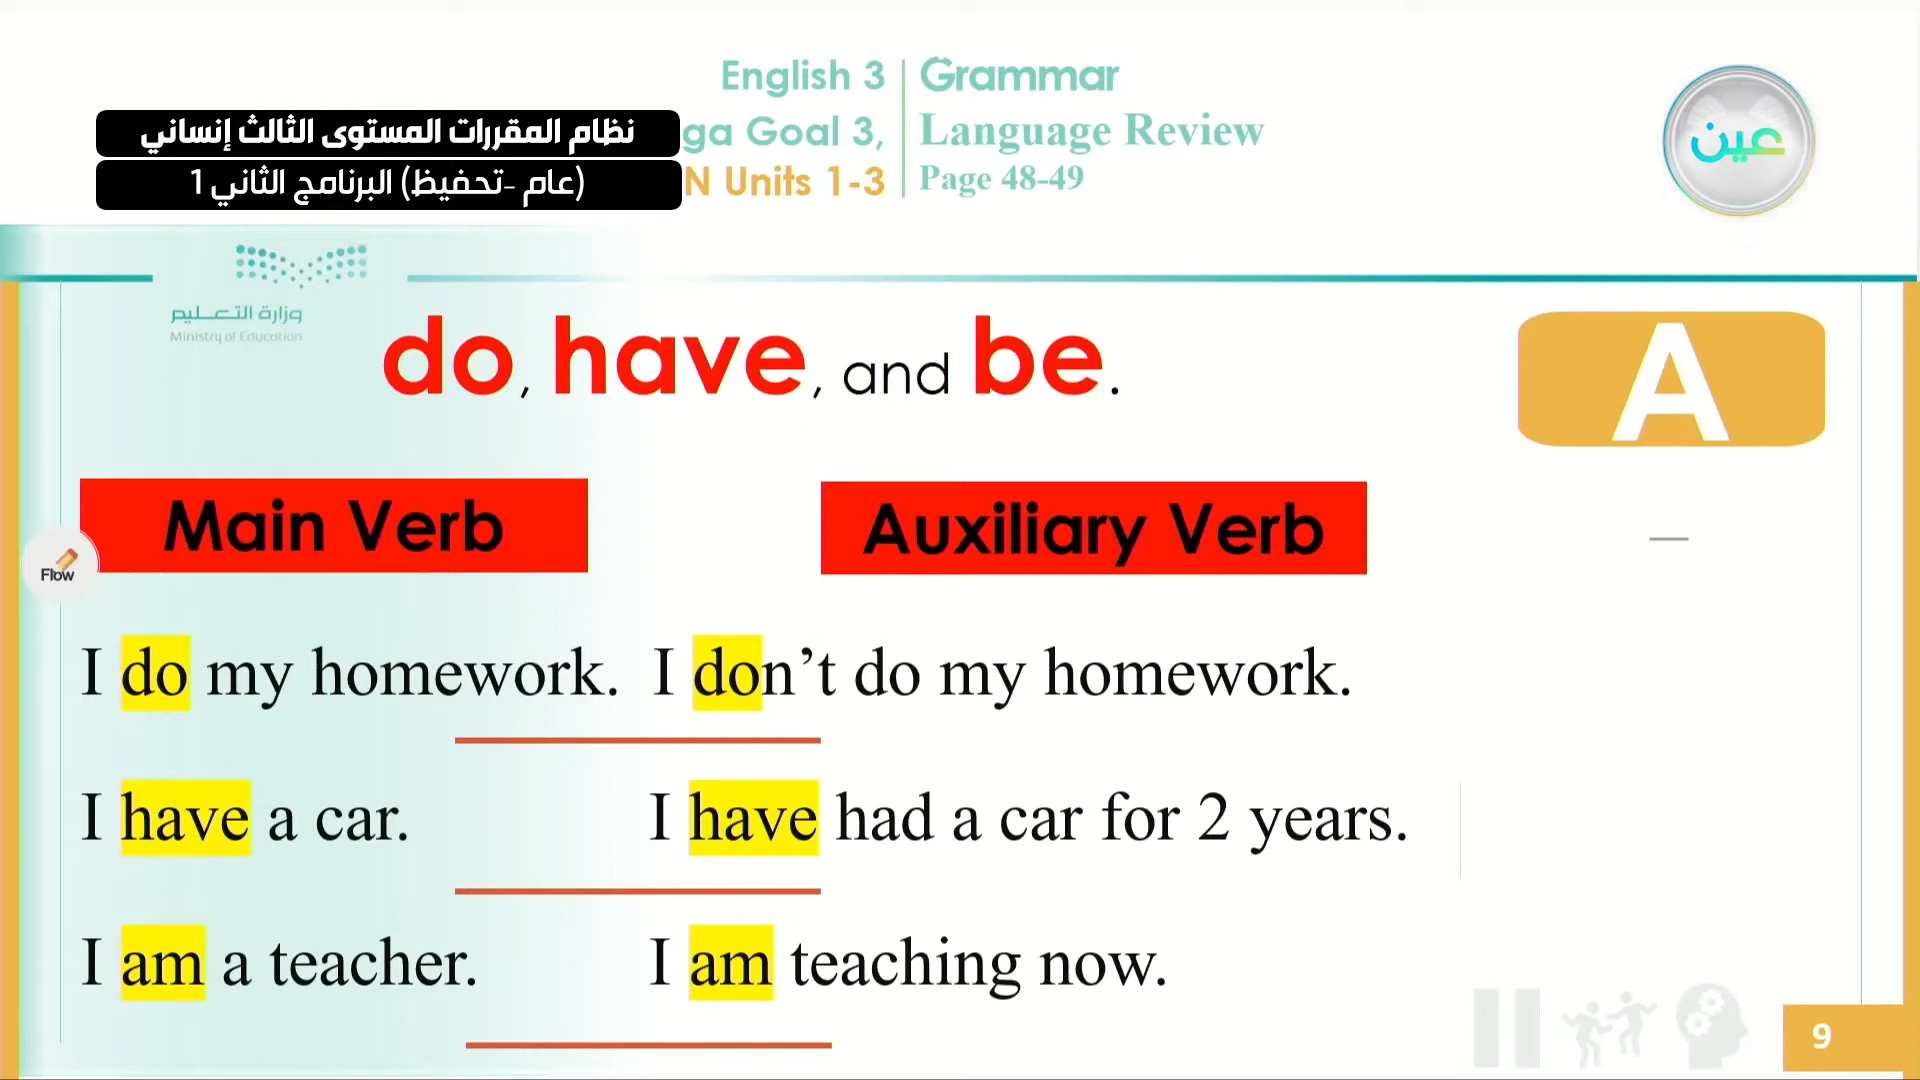 English 3
Grammar
نظام المقررات المستوى الثالث إنساني
ga Goal 3,
Language Review
(عام -تحفيظ) البرنامج الثاني 1
N Units 1-3
Page 48-49
عين
وزارة التعليم
Ministry of Education
do, have, and be.
A
Main Verb
Auxiliary Verb
Flow
I do my homework.
I don’t do my homework.
I have a car.
I have had a car for 2 years.
I am a teacher.
I am teaching now.
9